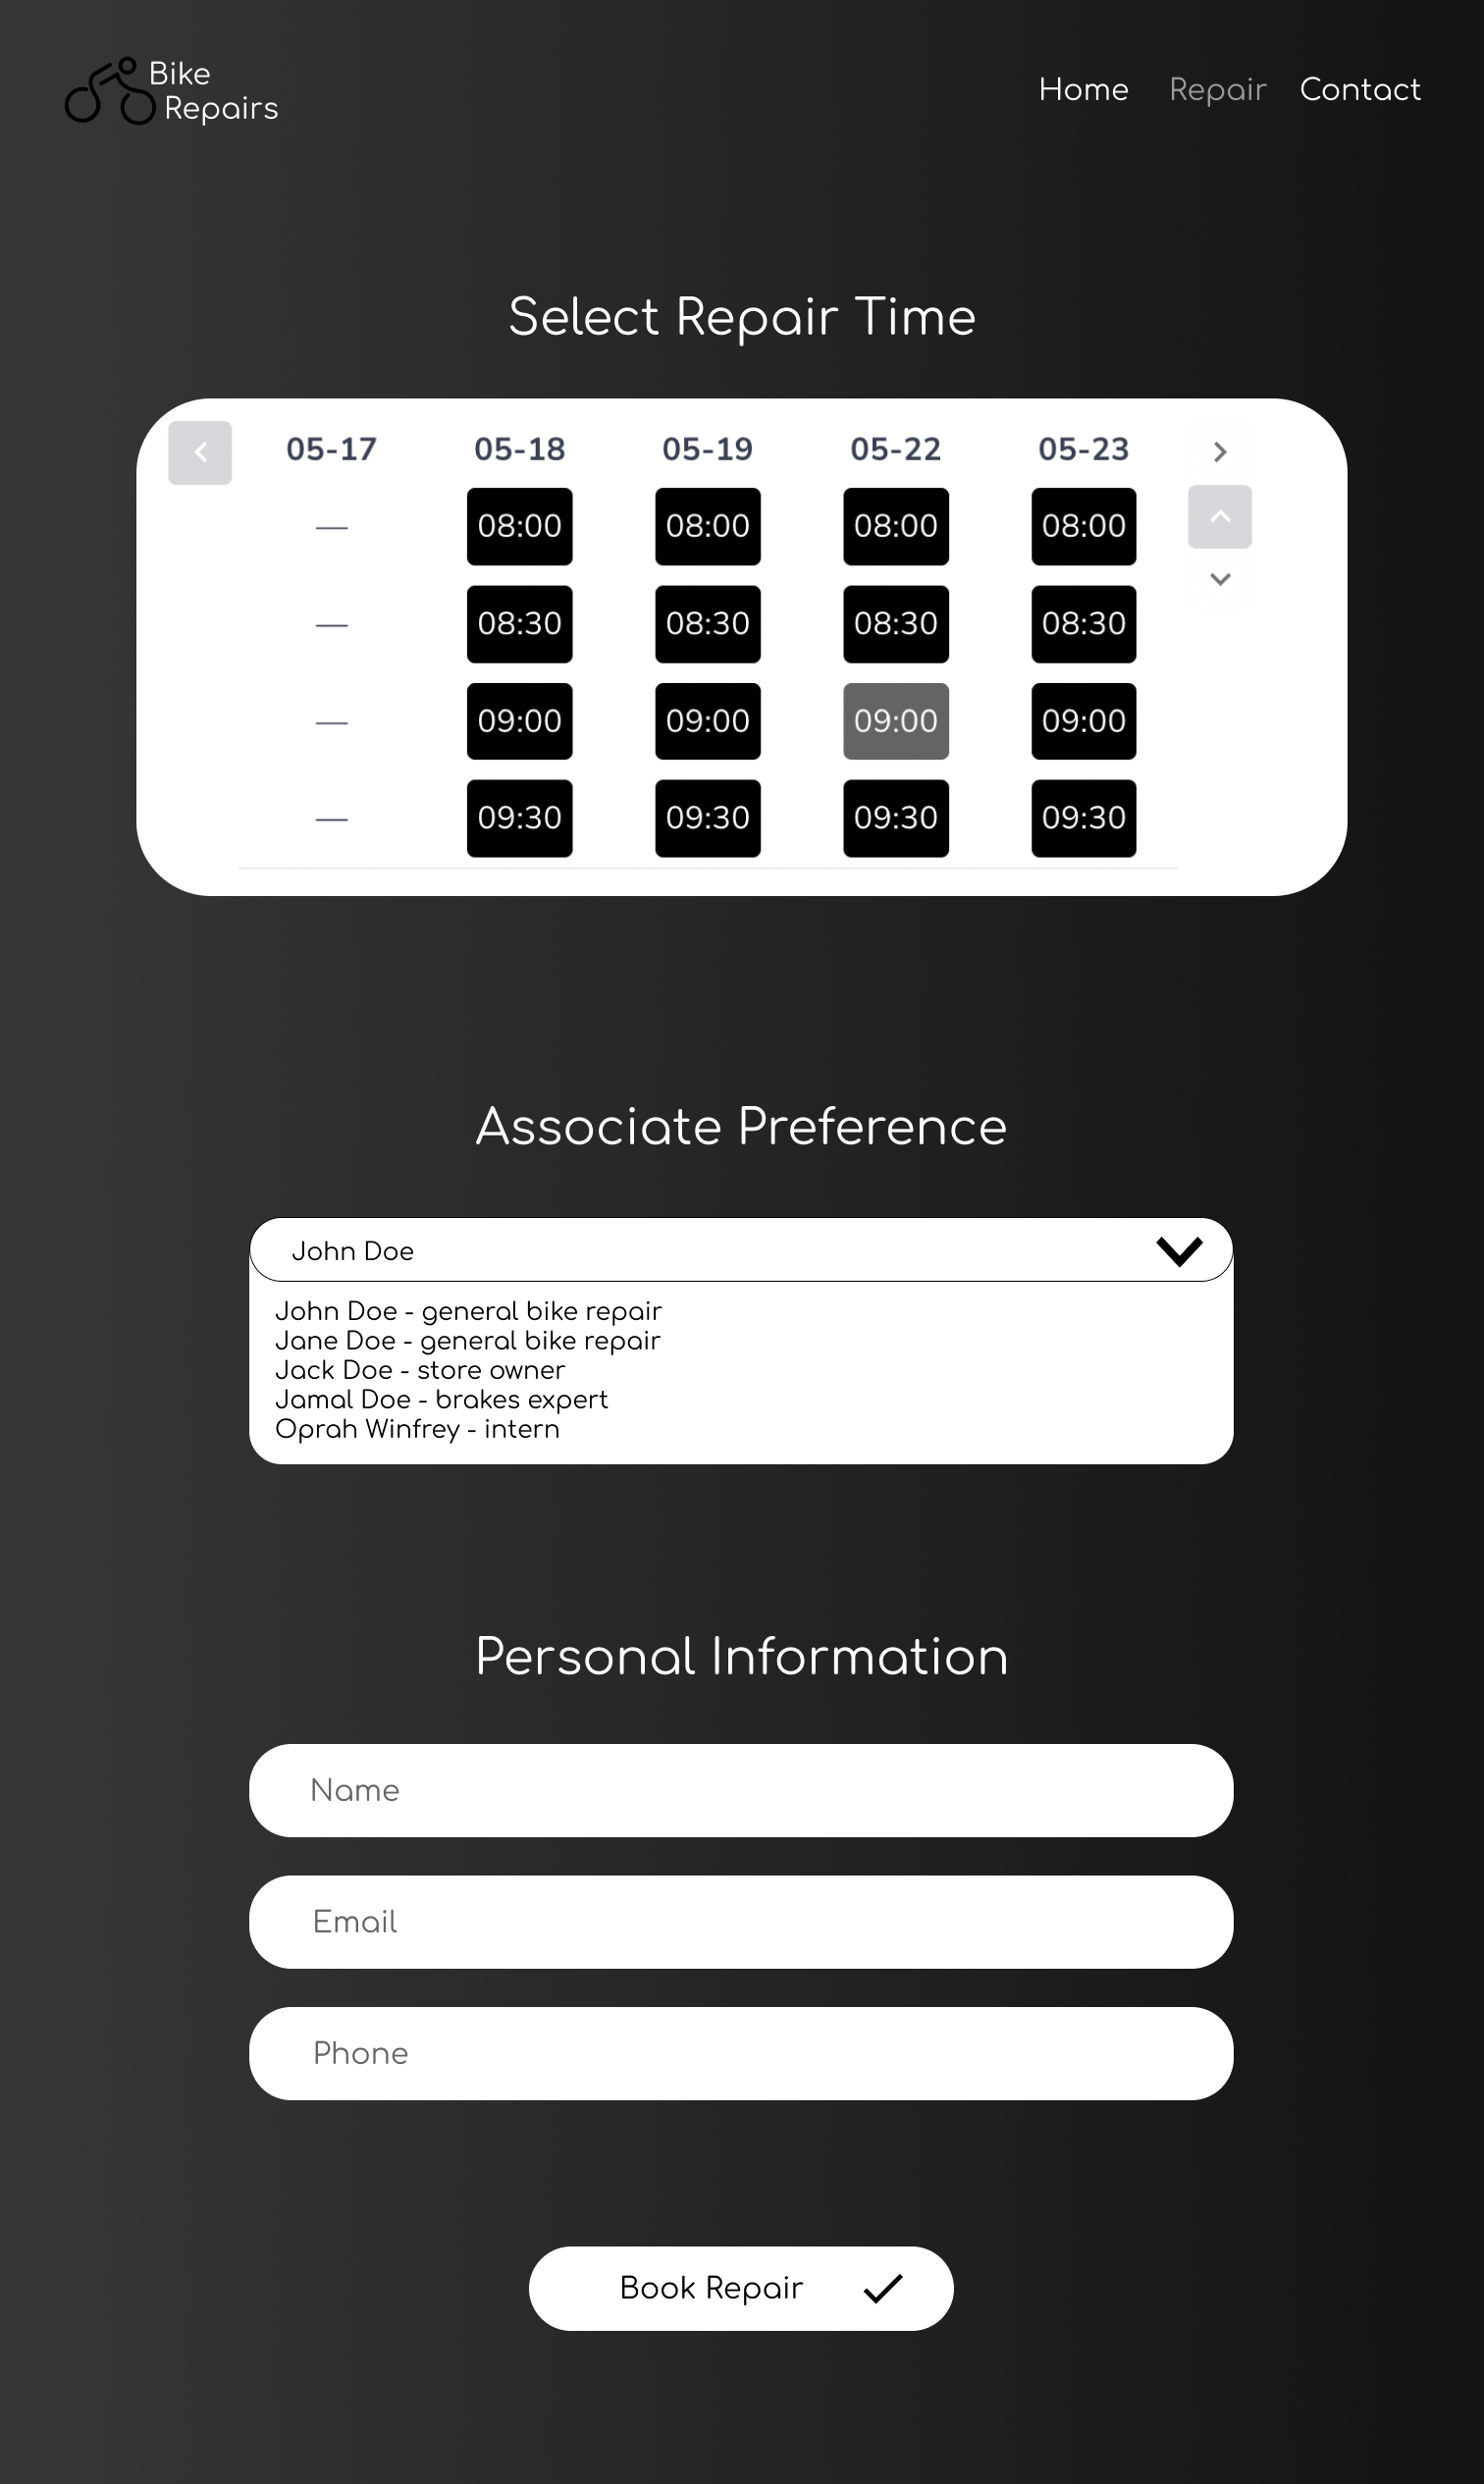 Bike
Repairs
Home Repair Contact
Select Repair Time
05-17 05-18 05-19 05-22 05-23
— 08:00 08:00 08:00 08:00
— 08:30 08:30 08:30 08:30
— 09:00 09:00 09:00 09:00
— 09:30 09:30 09:30 09:30
Associate Preference
John Doe
John Doe - general bike repair
Jane Doe - general bike repair
Jack Doe - store owner
Jamal Doe - brakes expert
Oprah Winfrey - intern
Personal Information
Name
Email
Phone
Book Repair